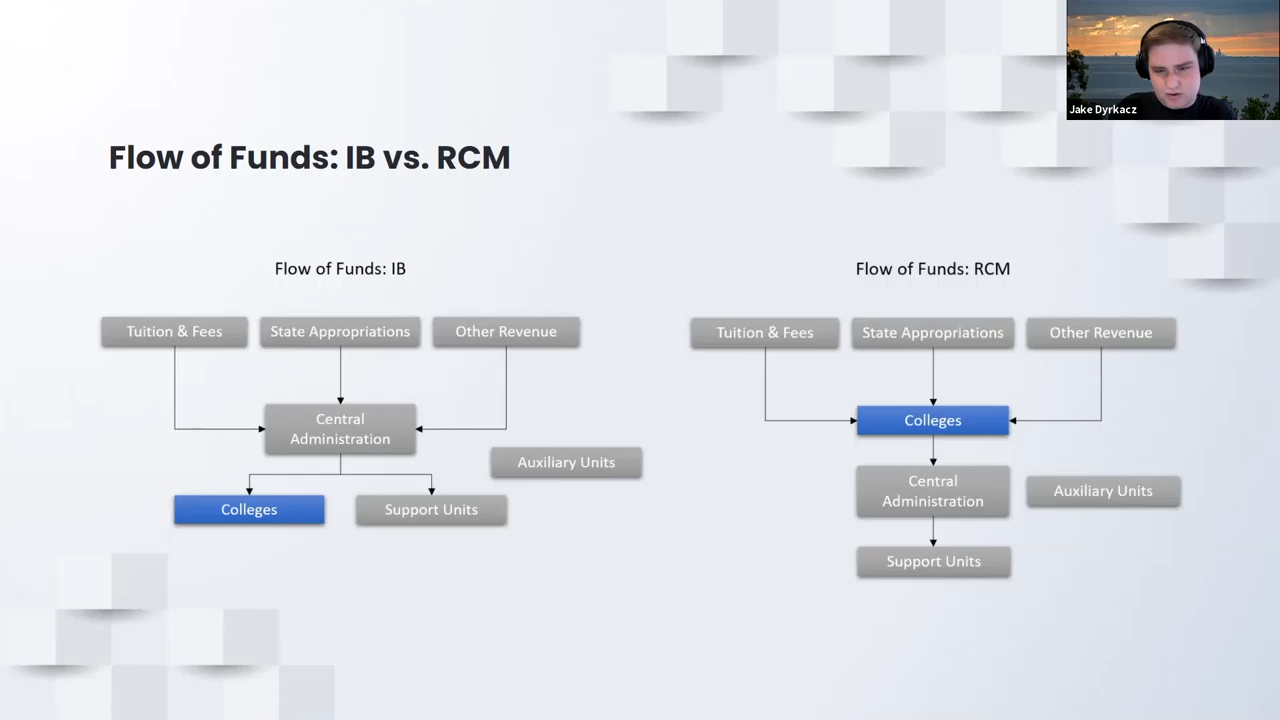 Jake Dyrkacz
Flow of Funds: IB vs. RCM
Flow of Funds: IB
Tuition & Fees
State Appropriations
Other Revenue
Central
Administration
Auxiliary Units
Colleges
Support Units
Flow of Funds: RCM
Tuition & Fees
State Appropriations
Other Revenue
Colleges
Central
Administration
Auxiliary Units
Support Units